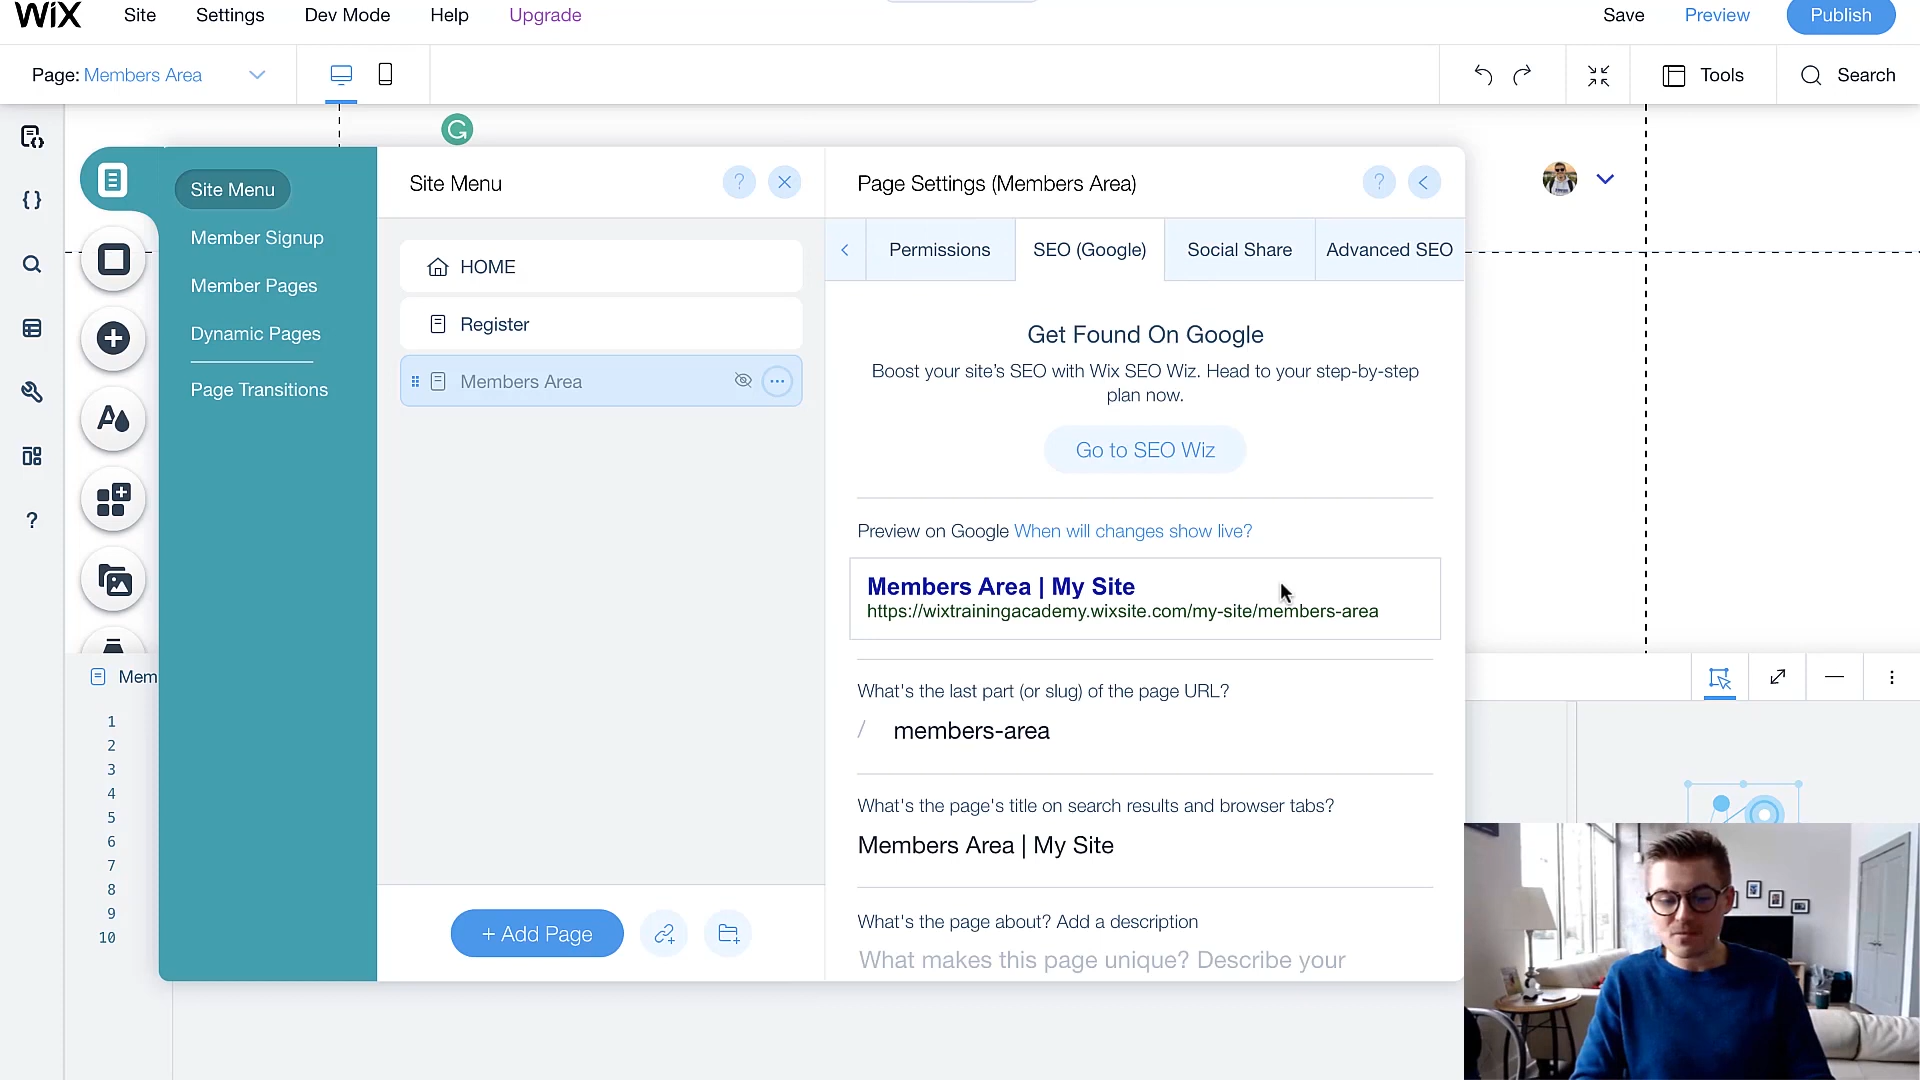 WiX
Site
Settings
Dev Mode
Help
Upgrade
Save
Preview
Publish
Page: Members Area
Tools
Search
Site Menu
Member Signup
Member Pages
Dynamic Pages
Page Transitions
Site Menu
?
HOME
Register
Members Area
+ Add Page
Page Settings (Members Area)
?
Permissions
SEO (Google)
Social Share
Advanced SEO
Get Found On Google
Boost your site's SEO with Wix SEO Wiz. Head to your step-by-step
plan now.
Go to SEO Wiz
Preview on Google When will changes show live?
Members Area | My Site
https://wixtrainingacademy.wixsite.com/my-site/members-area
What's the last part (or slug) of the page URL?
/ members-area
What's the page's title on search results and browser tabs?
Members Area | My Site
What's the page about? Add a description
What makes this page unique? Describe your
?
Mem
1
2
3
4
5
6
7
8
9
10